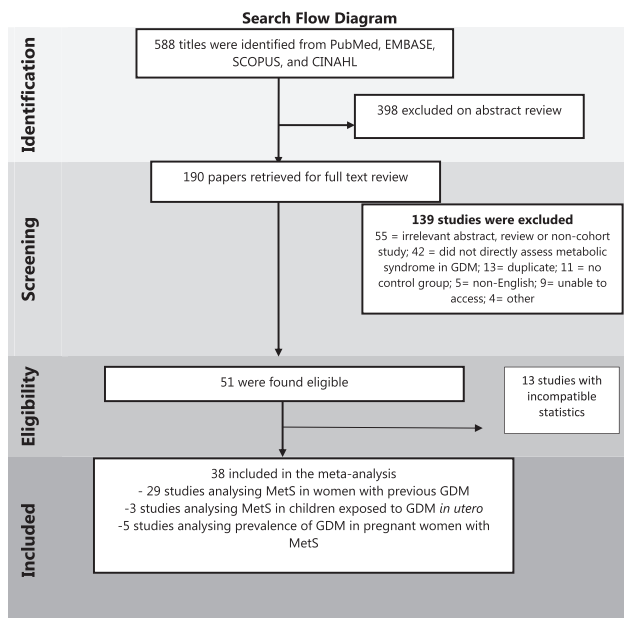 Search Flow Diagram
Identification
588 titles were identified from PubMed, EMBASE,
SCOPUS, and CINAHL
398 excluded on abstract review
Screening
190 papers retrieved for full text review
139 studies were excluded
55 = irrelevant abstract, review or non-cohort
study; 42 = did not directly assess metabolic
syndrome in GDM; 13= duplicate; 11 = no
control group; 5= non-English; 9= unable to
access; 4= other
Eligibility
51 were found eligible
13 studies with
incompatible
statistics
Included
38 included in the meta-analysis
- 29 studies analysing MetS in women with previous GDM
-3 studies analysing MetS in children exposed to GDM in utero
-5 studies analysing prevalence of GDM in pregnant women with
MetS